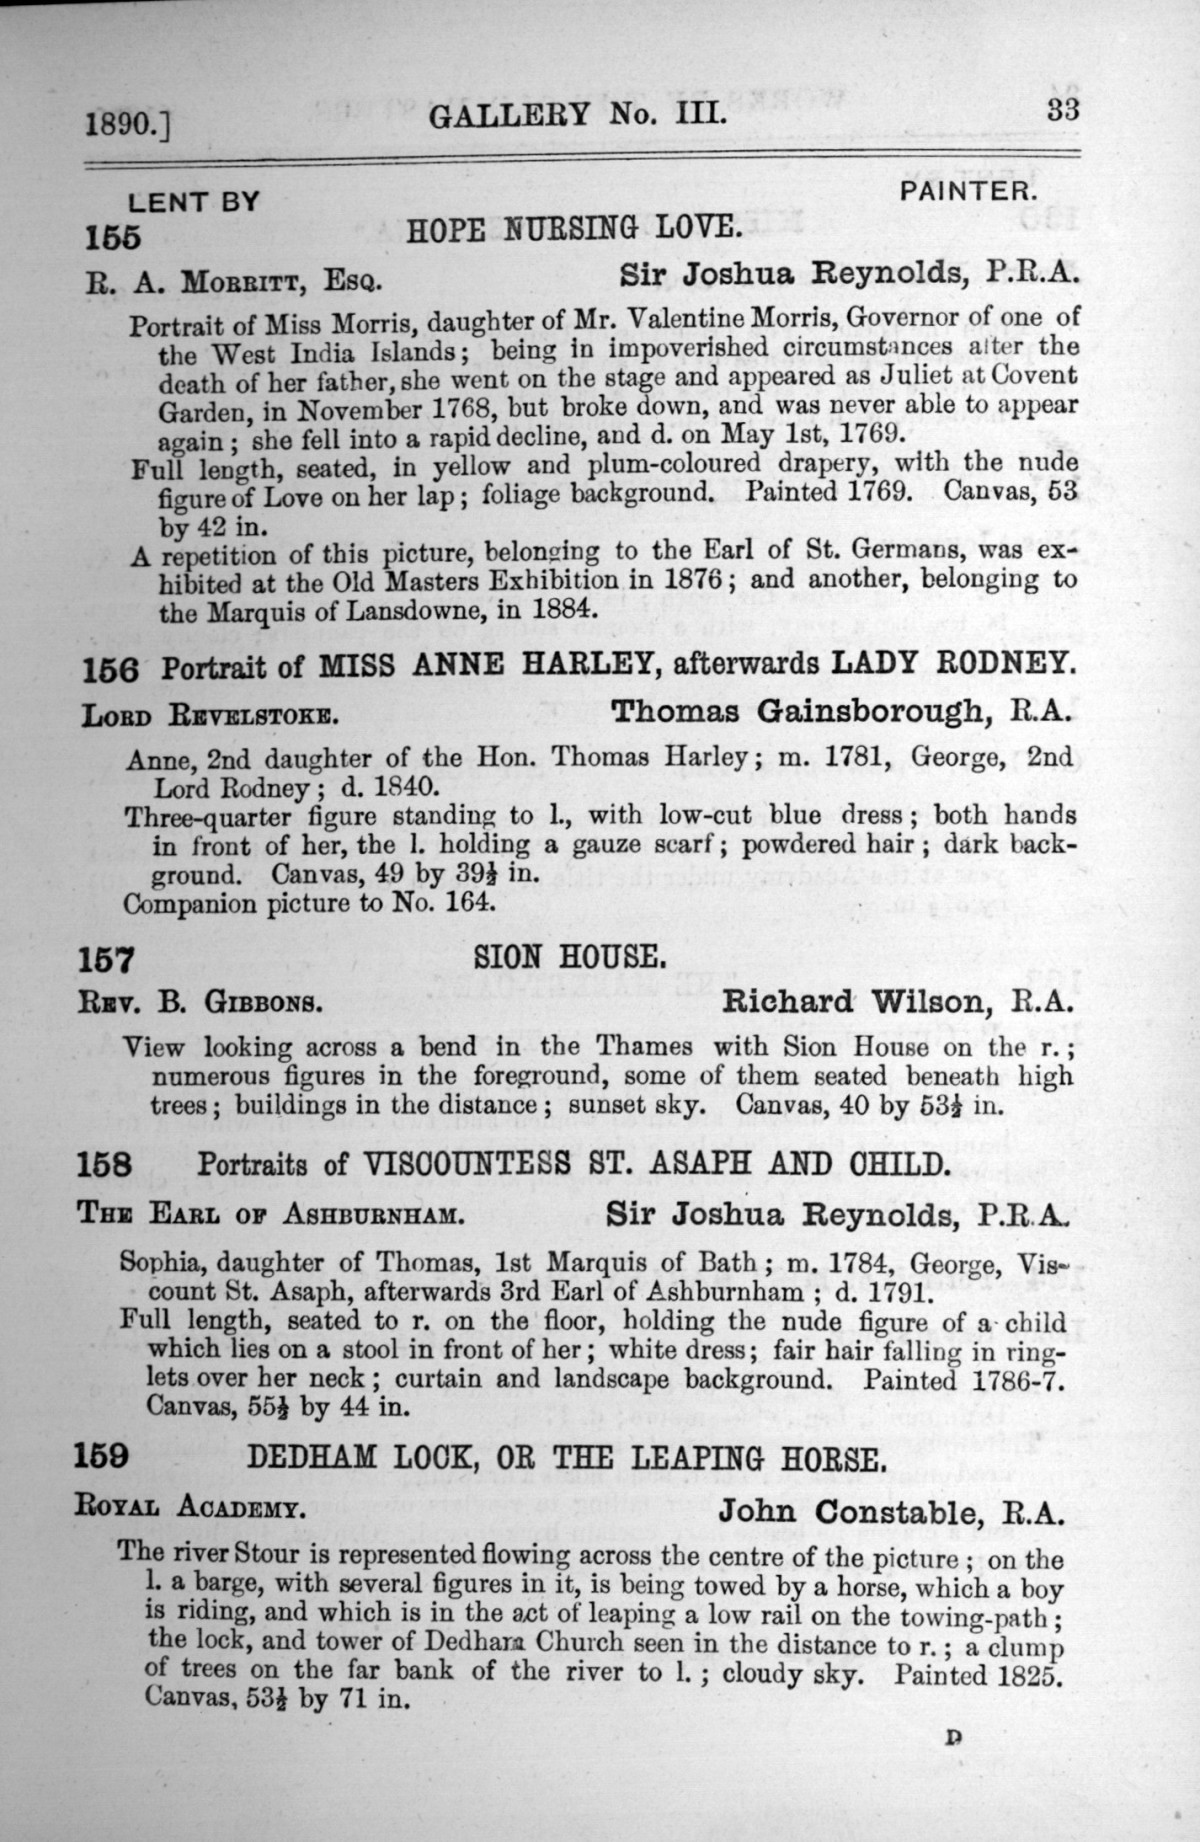 1890.] GALLERY No. III. 33
LENT BY PAINTER.
155 HOPE NURSING LOVE.
R. A. MORRITT, ESQ. Sir Joshua Reynolds, P.R.A.
Portrait of Miss Morris, daughter of Mr. Valentine Morris, Governor of one of
the West India Islands; being in impoverished circumstances after the
death of her father, she went on the stage and appeared as Juliet at Covent
Garden, in November 1768, but broke down, and was never able to appear
again; she fell into a rapid decline, and d. on May 1st, 1769.
Full length, seated, in yellow and plum-coloured drapery, with the nude
figure of Love on her lap; foliage background. Painted 1769. Canvas, 53
by 42 in.
A repetition of this picture, belonging to the Earl of St. Germans, was ex-
hibited at the Old Masters Exhibition in 1876; and another, belonging to
the Marquis of Lansdowne, in 1884.
156 Portrait of MISS ANNE HARLEY, afterwards LADY RODNEY.
LORD REVELSTOKE. Thomas Gainsborough, R.A.
Anne, 2nd daughter of the Hon. Thomas Harley; m. 1781, George, 2nd
Lord Rodney; d. 1840.
Three-quarter figure standing to l., with low-cut blue dress; both hands
in front of her, the l. holding a gauze scarf; powdered hair; dark back-
ground. Canvas, 49 by 39½ in.
Companion picture to No. 164.
157 SION HOUSE.
REV. B. GIBBONS. Richard Wilson, R.A.
View looking across a bend in the Thames with Sion House on the r.;
numerous figures in the foreground, some of them seated beneath high
trees; buildings in the distance; sunset sky. Canvas, 40 by 53½ in.
158 Portraits of VISCOUNTESS ST. ASAPH AND CHILD.
THE EARL OF ASHBURNHAM. Sir Joshua Reynolds, P.R.A.
Sophia, daughter of Thomas, 1st Marquis of Bath; m. 1784, George, Vis-
count St. Asaph, afterwards 3rd Earl of Ashburnham; d. 1791.
Full length, seated to r. on the floor, holding the nude figure of a child
which lies on a stool in front of her; white dress; fair hair falling in ring-
lets over her neck; curtain and landscape background. Painted 1786-7.
Canvas, 55½ by 44 in.
159 DEDHAM LOCK, OR THE LEAPING HORSE.
ROYAL ACADEMY. John Constable, R.A.
The river Stour is represented flowing across the centre of the picture; on the
l. a barge, with several figures in it, is being towed by a horse, which a boy
is riding, and which is in the act of leaping a low rail on the towing-path;
the lock, and tower of Dedham Church seen in the distance to r.; a clump
of trees on the far bank of the river to l.; cloudy sky. Painted 1825.
Canvas, 53½ by 71 in.
D